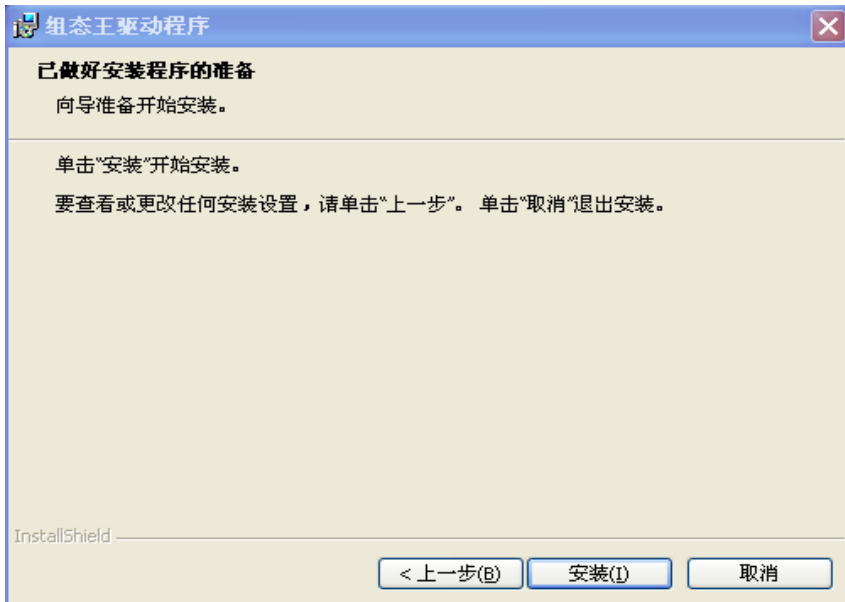 组态王驱动程序
已做好安装程序的准备
向导准备开始安装。
单击“安装”开始安装。
要查看或更改任何安装设置，请单击“上一步”。 单击“取消”退出安装。
InstallShield
< 上一步(B)
安装(I)
取消